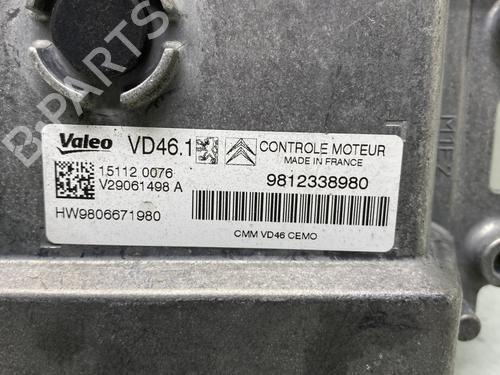 B-PARTS
Valeo VD46.1 CONTROLE MOTEUR
MADE IN FRANCE
15112 0076
V29061498 A
9812338980
HW9806671980
CMM VD46 CEMO